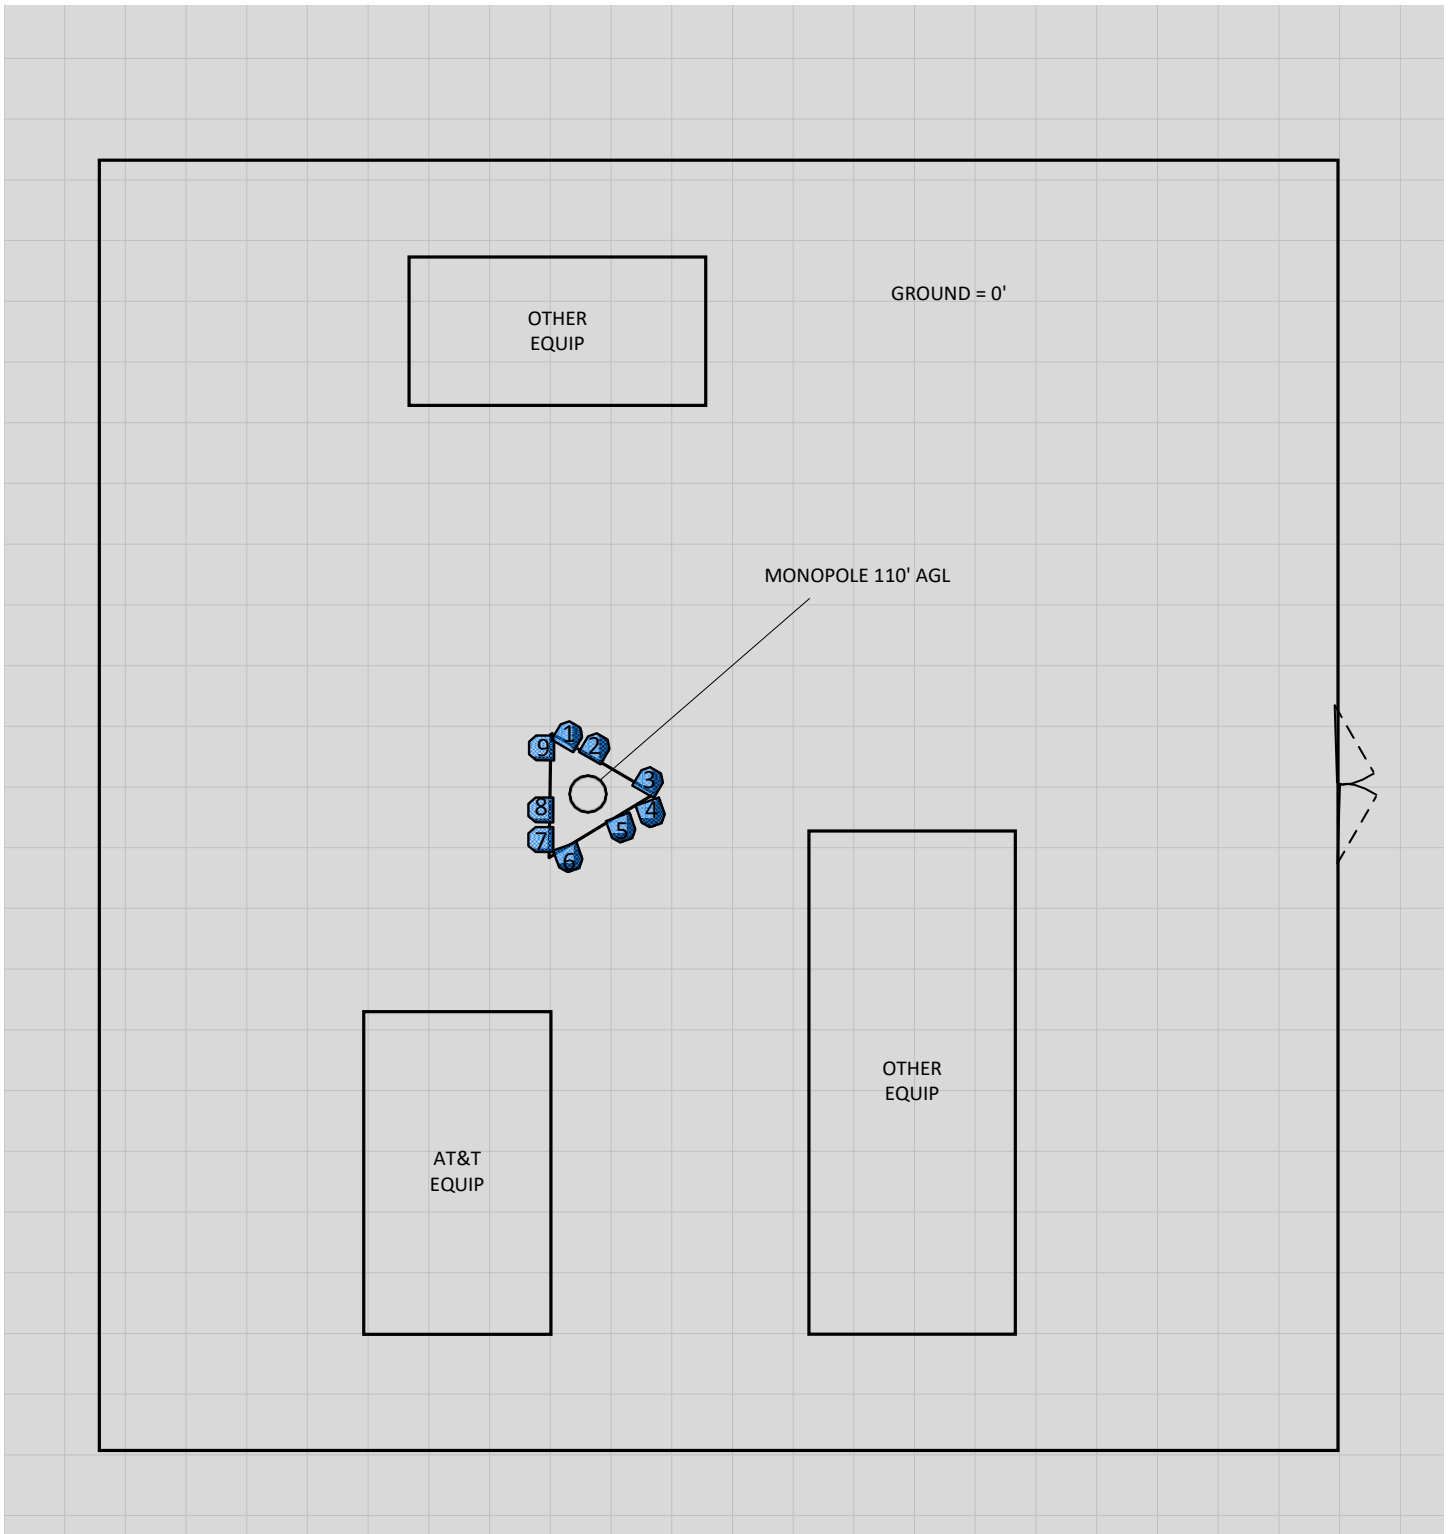 GROUND = 0'
OTHER
EQUIP
MONOPOLE 110' AGL
1
2
9
3
8
4
5
7
6
OTHER
EQUIP
AT&T
EQUIP